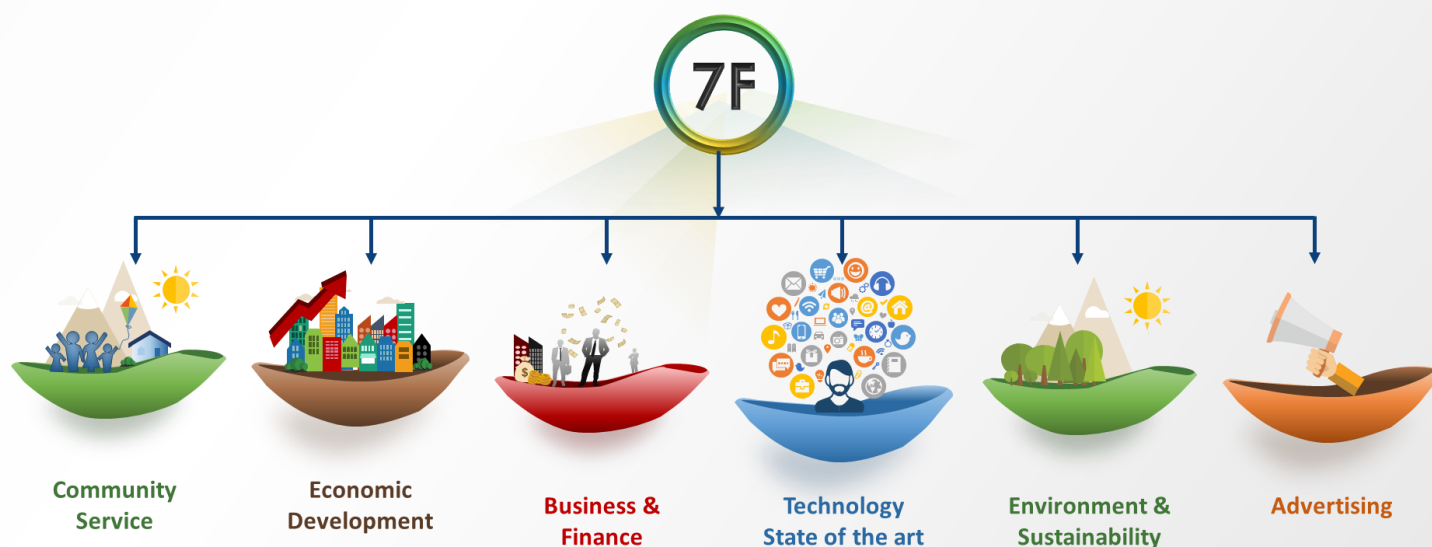 7F
Community
Service
Economic
Development
Business &
Finance
Technology
State of the art
Environment &
Sustainability
Advertising